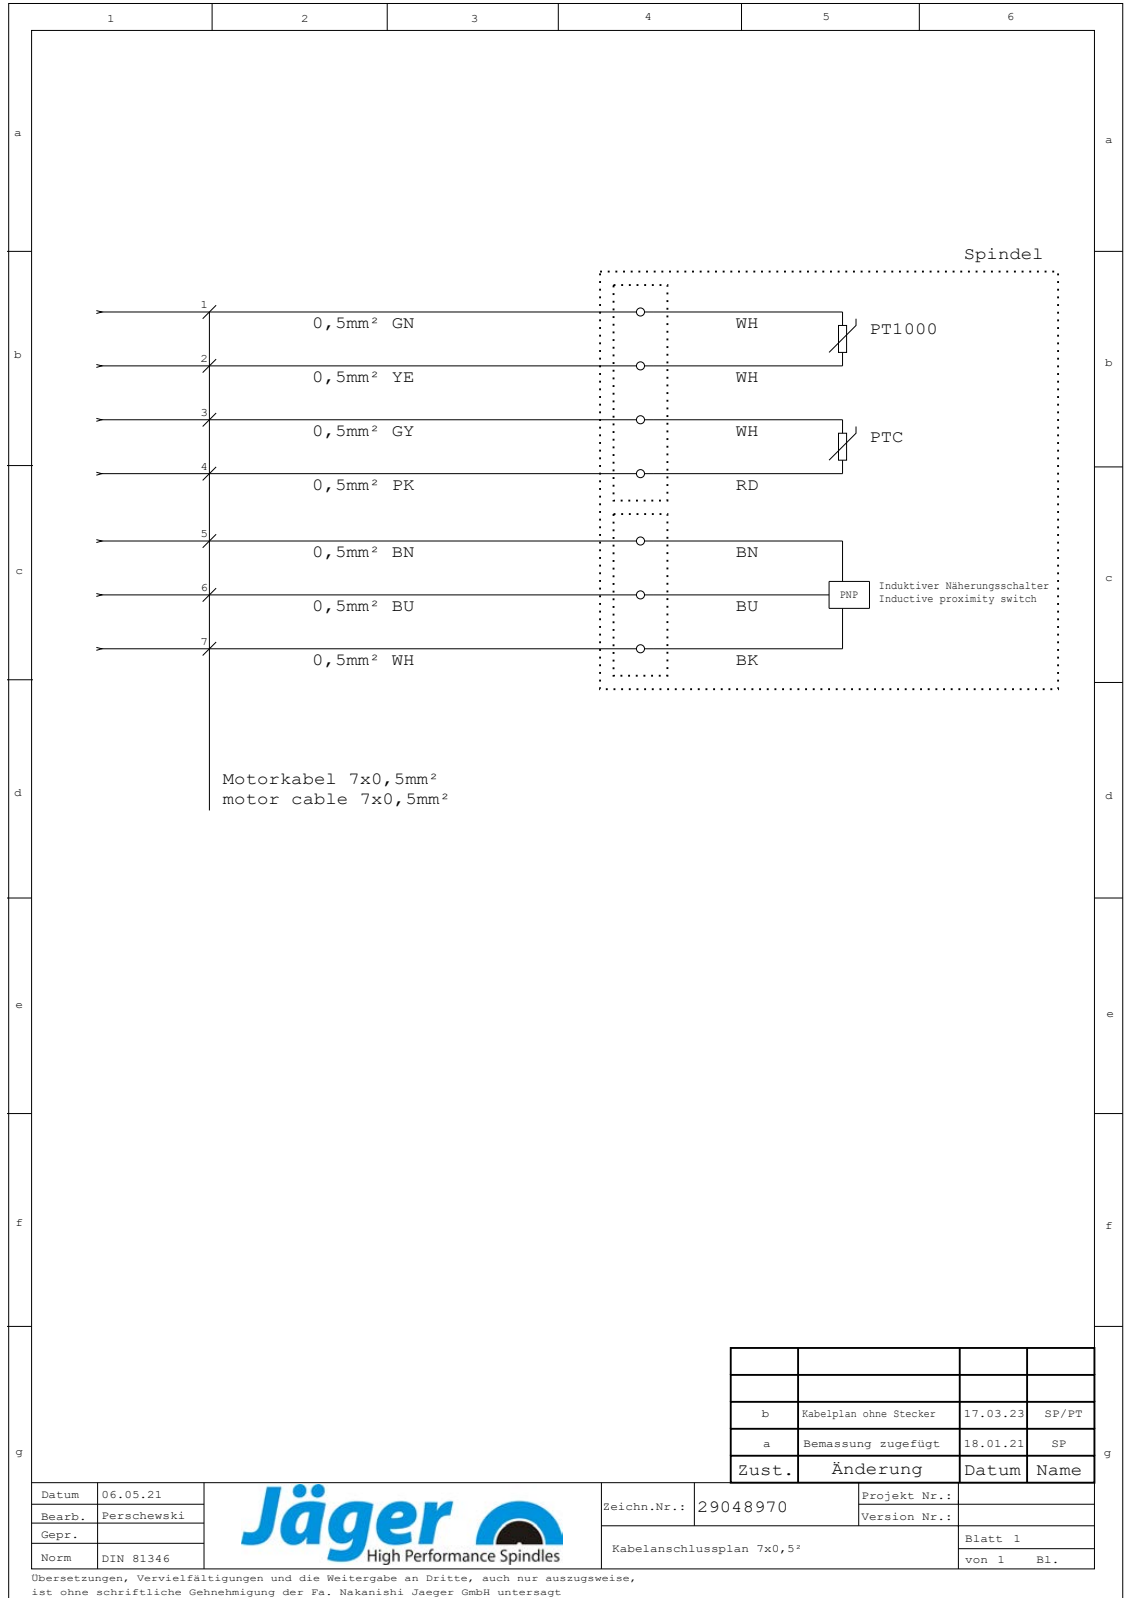 1 2 3 4 5 6
a a
Spindel
1
0,5mm² GN WH
PT1000
b b
2
0,5mm² YE WH
3
0,5mm² GY WH
PTC
4
0,5mm² PK RD
5
0,5mm² BN BN
c c
6
0,5mm² BU BU
PNP
Induktiver Näherungsschalter
Inductive proximity switch
7
0,5mm² WH BK
Motorkabel 7x0,5mm²
motor cable 7x0,5mm²
d d
e e
f f
g g
b Kabelplan ohne Stecker 17.03.23 SP/PT
a Bemassung zugefügt 18.01.21 SP
Zust. Änderung Datum Name
Datum 06.05.21
Bearb. Perschewski
Gepr.
Norm DIN 81346
Jäger
High Performance Spindles
Zeichn.Nr.: 29048970
Kabelanschlussplan 7x0,5²
Projekt Nr.:
Version Nr.:
Blatt 1
von 1 Bl.
Übersetzungen, Vervielfältigungen und die Weitergabe an Dritte, auch nur auszugsweise,
ist ohne schriftliche Gehnehmigung der Fa. Nakanishi Jaeger GmbH untersagt